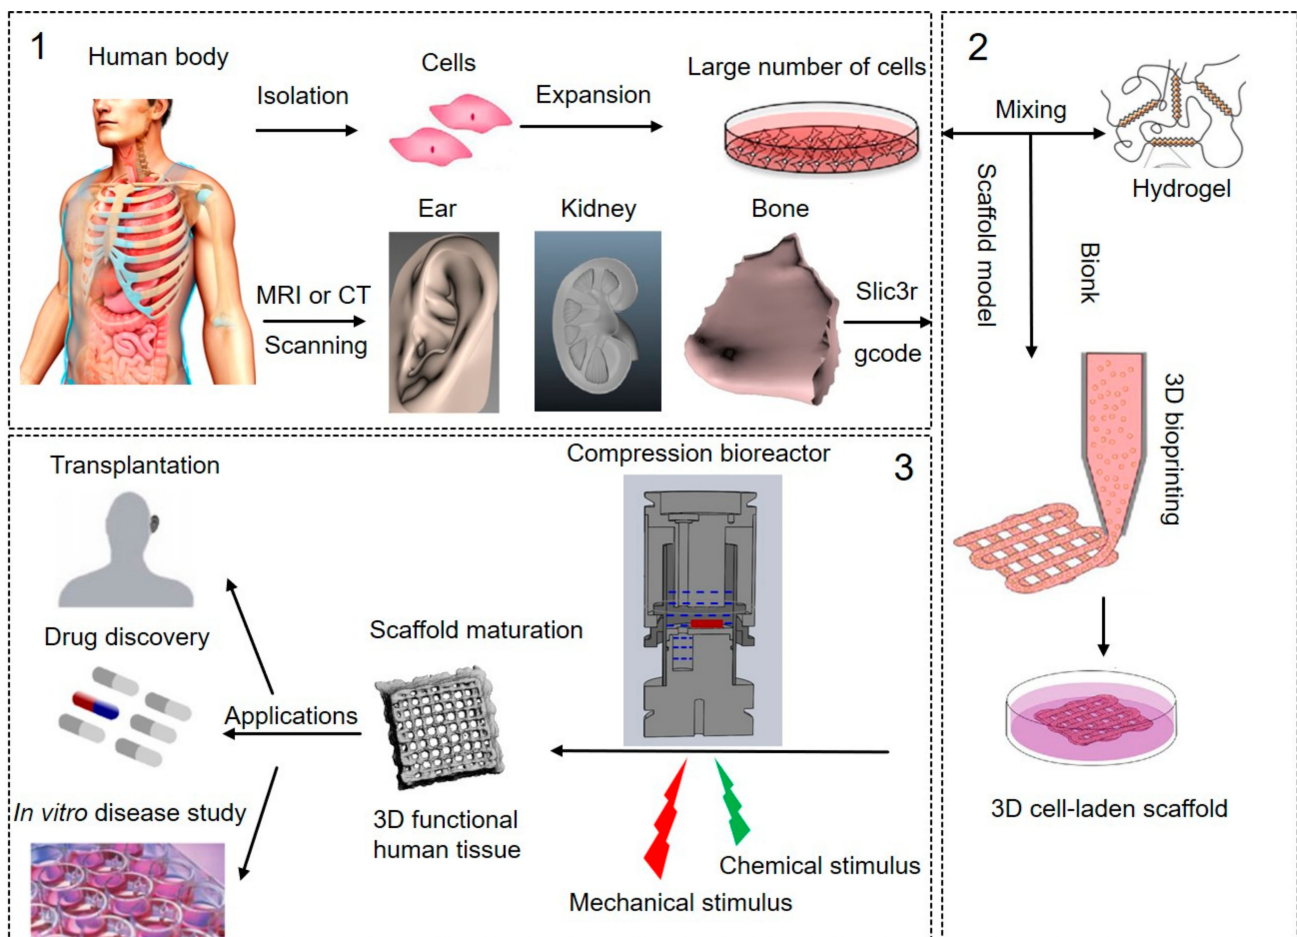 1
Human body
Isolation
Cells
Expansion
Large number of cells
MRI or CT
Scanning
Ear
Kidney
Bone
Slic3r
gcode
2
Mixing
Hydrogel
Scaffold model
Bionk
3D bioprinting
3D cell-laden scaffold
3
Compression bioreactor
Mechanical stimulus
Chemical stimulus
Scaffold maturation
3D functional
human tissue
Applications
Transplantation
Drug discovery
In vitro disease study